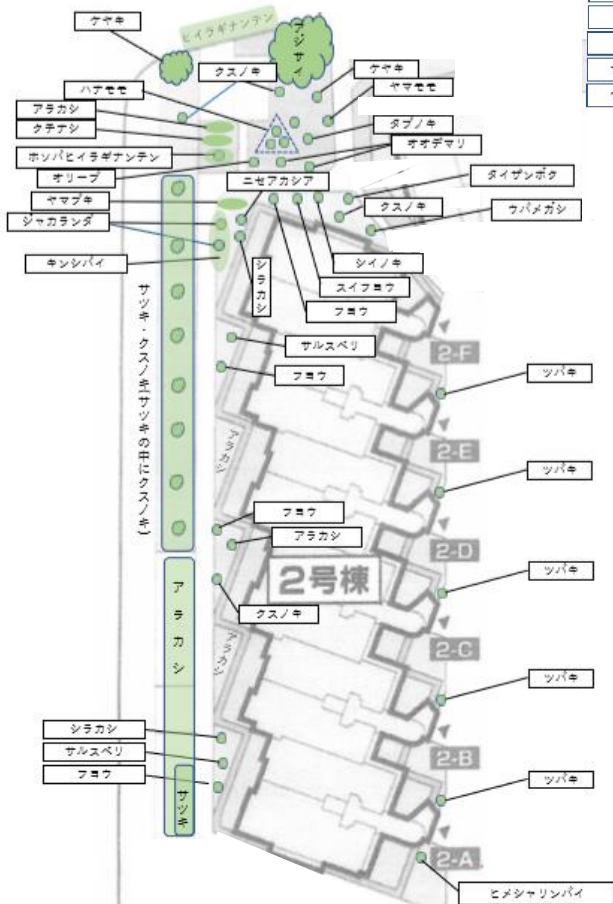 ケヤキ
ヒイラギナンテン
アジサイ
クスノキ
ケヤキ
ハナモモ
ヤマモモ
アラカシ
クチナシ
タブノキ
ホソバヒイラギナンテン
オオデマリ
オリーブ
ニセアカシア
タイザンボク
ヤマブキ
クスノキ
ジャカランダ
ウバメガシ
キンシバイ
シラカシ
シイノキ
スイフヨウ
フヨウ
サツキ・クスノキ(サツキの中にクスノキ)
サルスベリ
2-F
フヨウ
ツバキ
アラカシ
2-E
ツバキ
フヨウ
アラカシ
2-D
2号棟
ツバキ
アラカシ
クスノキ
アラカシ
2-C
ツバキ
シラカシ
2-B
サルスベリ
フヨウ
サツキ
ツバキ
2-A
ヒメシャリンバイ